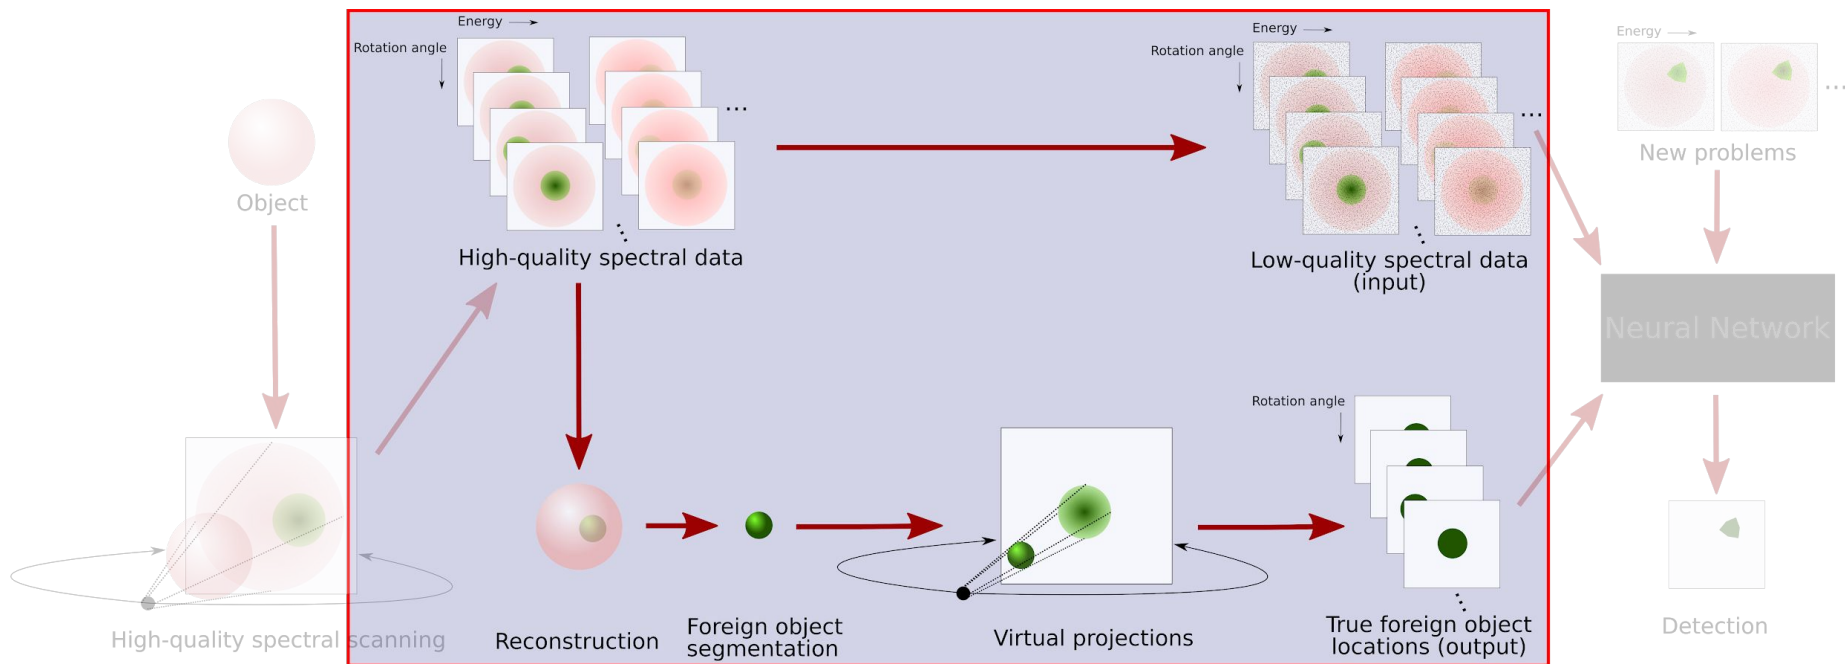 Energy
Rotation angle
...
High-quality spectral data
Energy
Rotation angle
...
Low-quality spectral data
(input)
Energy
...
New problems
Object
Neural Network
Rotation angle
High-quality spectral scanning
Reconstruction
Foreign object
segmentation
Virtual projections
True foreign object
locations (output)
Detection